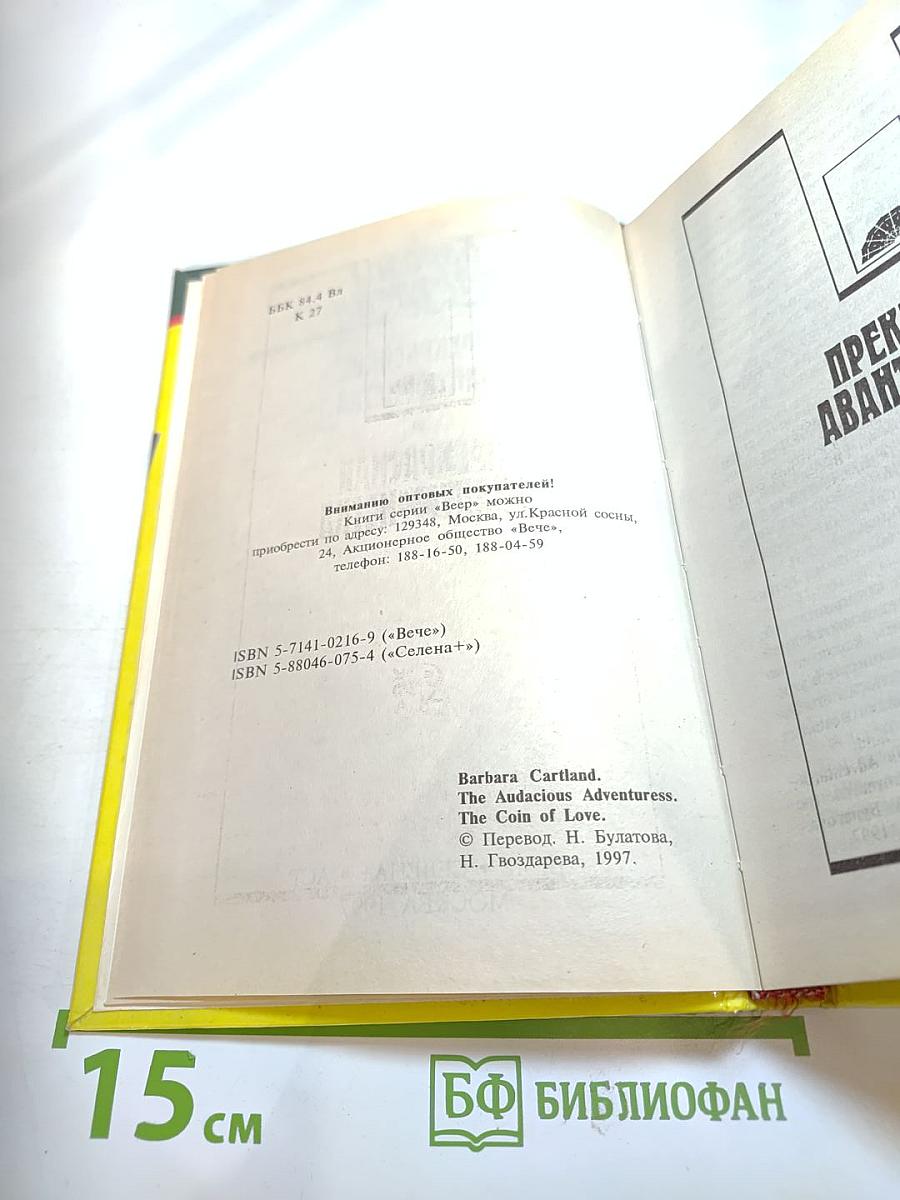 ББК 84.4 Вл
К 27
Вниманию оптовых покупателей!
Книги серии «Веер» можно
приобрести по адресу: 129348, Москва, ул.Красной сосны,
24, Акционерное общество «Вече»,
телефон: 188-16-50, 188-04-59
ISBN 5-7141-0216-9 («Вече»)
ISBN 5-88046-075-4 («Селена+»)
Barbara Cartland.
The Audacious Adventuress.
The Coin of Love.
© Перевод. Н. Булатова,
Н. Гвоздарева, 1997.
ПРЕК
АВАНТ
15 см
БФ БИБЛИОФАН